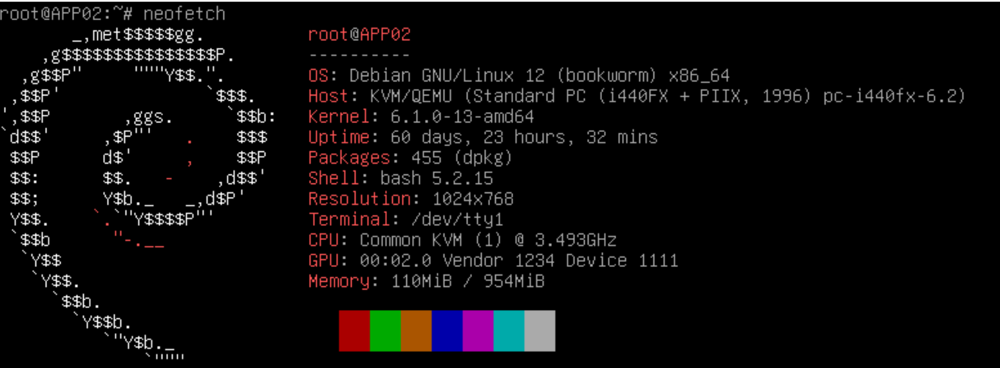 root@APP02:~# neofetch
       _,met$$$$$gg.          root@APP02
    ,g$$$$$$$$$$$$$$$P.       ----------
  ,g$$P"     """Y$$.".        OS: Debian GNU/Linux 12 (bookworm) x86_64
 ,$$P'              `$$$.     Host: KVM/QEMU (Standard PC (i440FX + PIIX, 1996) pc-i440fx-6.2)
',$$P       ,ggs.     `$$b:   Kernel: 6.1.0-13-amd64
`d$$'     ,$P"'   .    $$$    Uptime: 60 days, 23 hours, 32 mins
 $$P      d$'     ,    $$P    Packages: 455 (dpkg)
 $$:      $$.   -    ,d$$'    Shell: bash 5.2.15
 $$;      Y$b._   _,d$P'      Resolution: 1024x768
 Y$$.    `.`"Y$$$$P"'         Terminal: /dev/tty1
 `$$b      "-.__              CPU: Common KVM (1) @ 3.493GHz
  `Y$$                        GPU: 00:02.0 Vendor 1234 Device 1111
   `Y$$.                      Memory: 110MiB / 954MiB
     `$$b.
       `Y$$b.
          `"Y$b._
              `"""